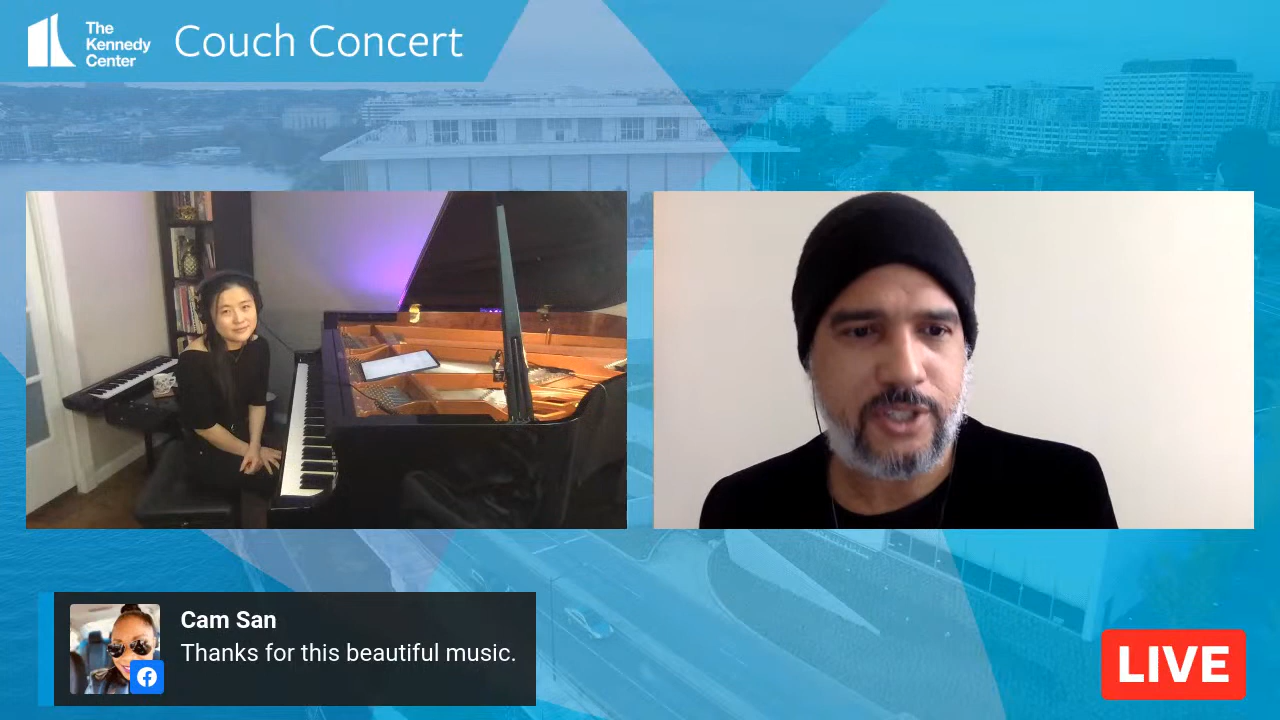 The
Kennedy
Center
Couch Concert
Cam San
Thanks for this beautiful music.
LIVE